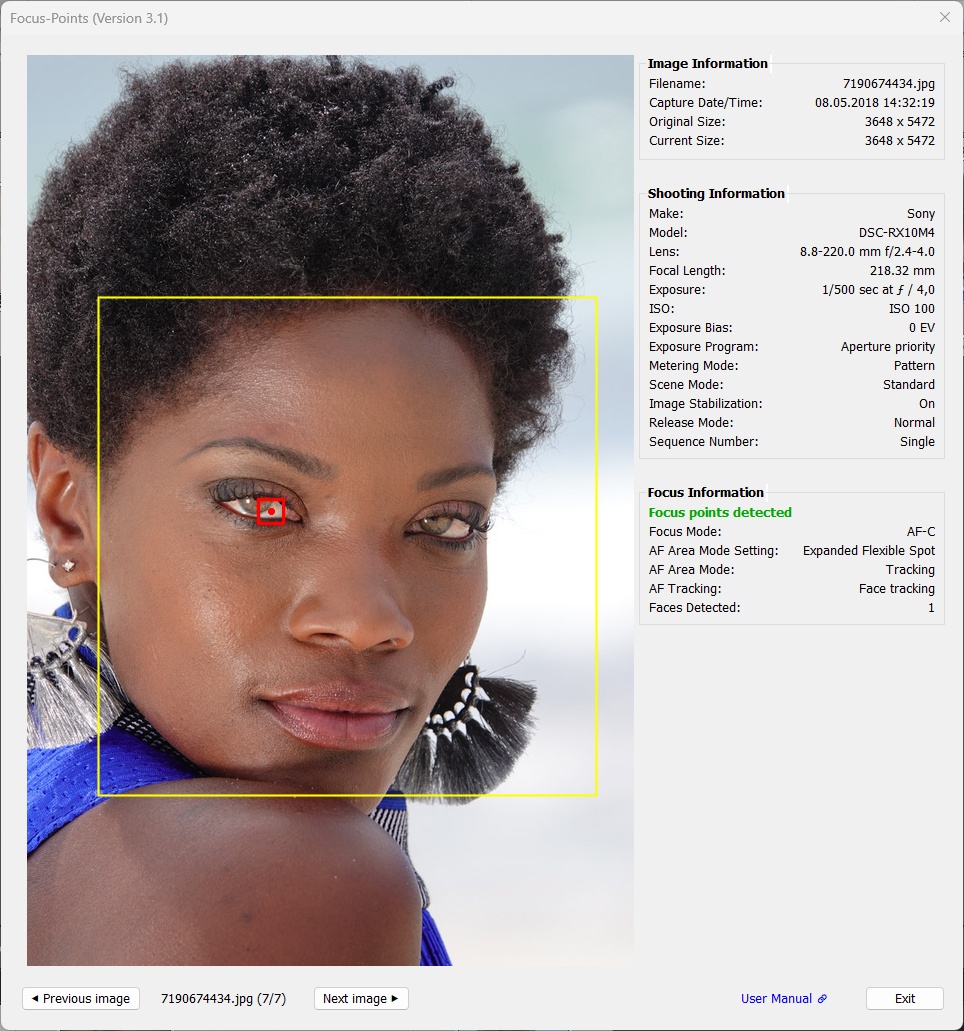 Focus-Points (Version 3.1)
Image Information
Filename: 7190674434.jpg
Capture Date/Time: 08.05.2018 14:32:19
Original Size: 3648 x 5472
Current Size: 3648 x 5472
Shooting Information
Make: Sony
Model: DSC-RX10M4
Lens: 8.8-220.0 mm f/2.4-4.0
Focal Length: 218.32 mm
Exposure: 1/500 sec at ƒ / 4,0
ISO: ISO 100
Exposure Bias: 0 EV
Exposure Program: Aperture priority
Metering Mode: Pattern
Scene Mode: Standard
Image Stabilization: On
Release Mode: Normal
Sequence Number: Single
Focus Information
Focus points detected
Focus Mode: AF-C
AF Area Mode Setting: Expanded Flexible Spot
AF Area Mode: Tracking
AF Tracking: Face tracking
Faces Detected: 1
Previous image 7190674434.jpg (7/7) Next image User Manual Exit